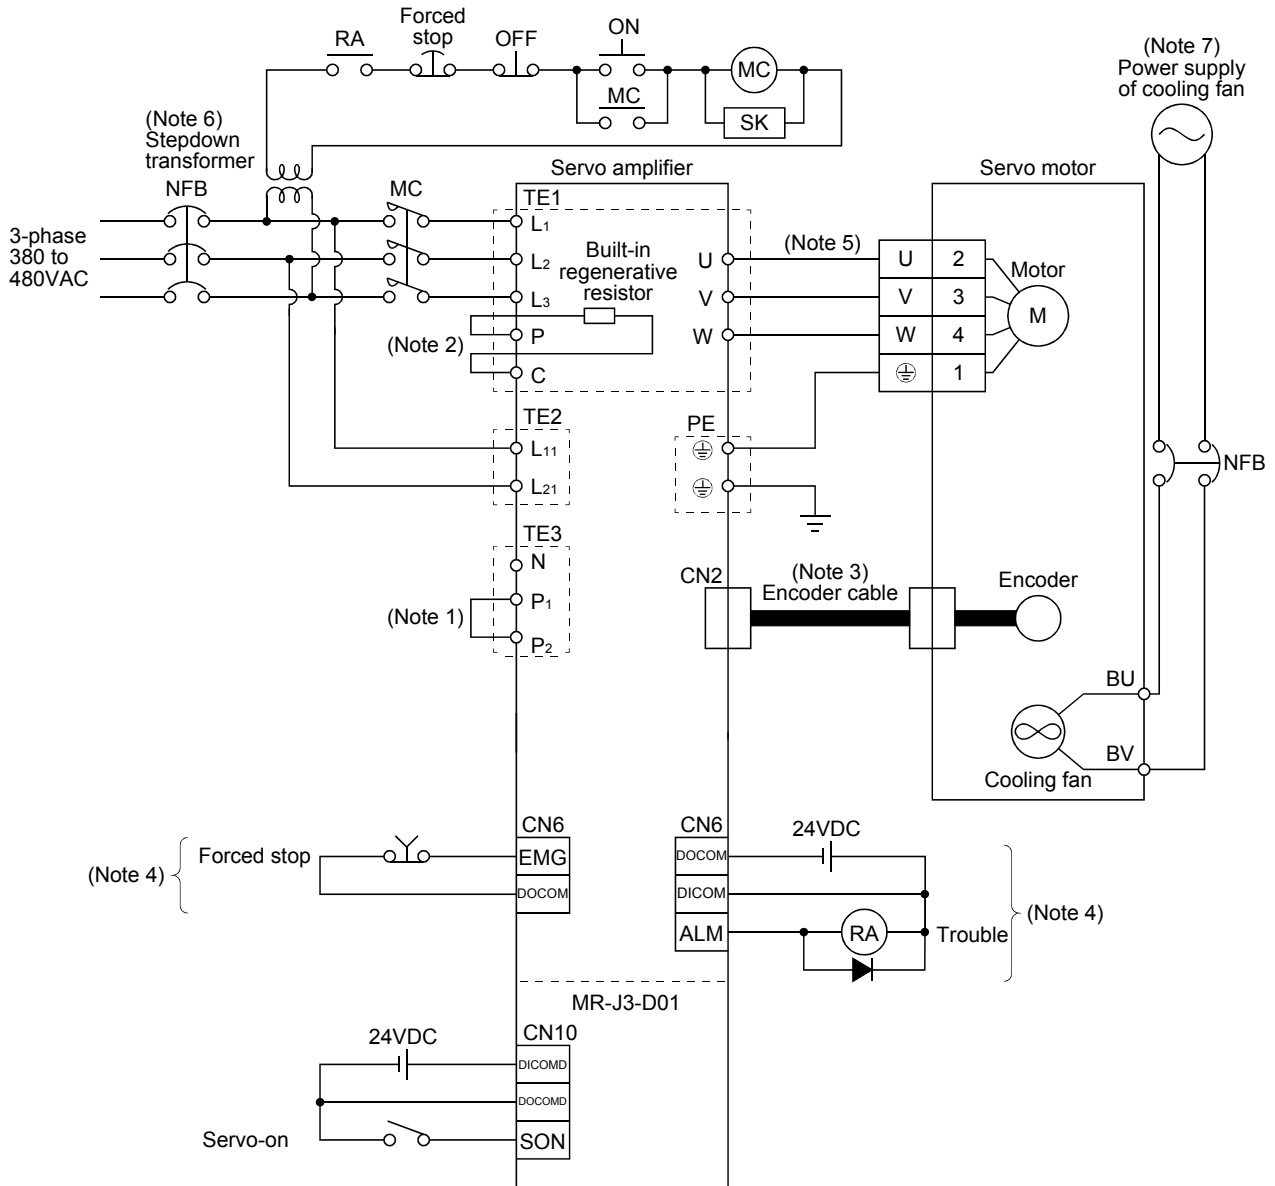 Forced
stop
RA
OFF
ON
MC
MC
SK
(Note 7)
Power supply
of cooling fan
(Note 6)
Stepdown
transformer
NFB
MC
Servo amplifier
Servo motor
3-phase
380 to
480VAC
TE1
L1
L2
L3
P
C
(Note 2)
Built-in
regenerative
resistor
U
V
W
(Note 5)
U 2
V 3
W 4
1
Motor
M
TE2
L11
L21
PE
NFB
TE3
N
P1
P2
(Note 1)
CN2
(Note 3)
Encoder cable
Encoder
BU
BV
Cooling fan
(Note 4)
Forced stop
CN6
EMG
DOCOM
CN6
DOCOM
DICOM
ALM
24VDC
RA
Trouble
(Note 4)
MR-J3-D01
CN10
24VDC
DICOMD
DOCOMD
SON
Servo-on